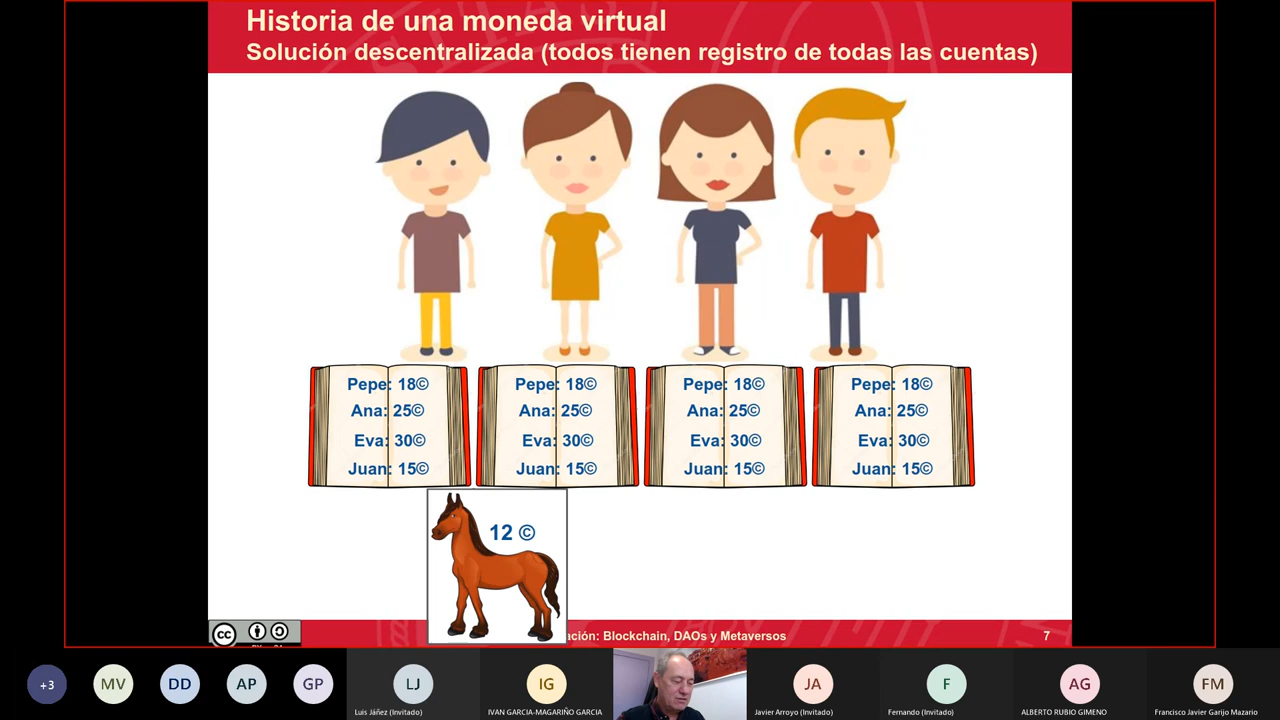 Historia de una moneda virtual
Solución descentralizada (todos tienen registro de todas las cuentas)
Pepe: 18©
Ana: 25©
Eva: 30©
Juan: 15©
Pepe: 18©
Ana: 25©
Eva: 30©
Juan: 15©
Pepe: 18©
Ana: 25©
Eva: 30©
Juan: 15©
Pepe: 18©
Ana: 25©
Eva: 30©
Juan: 15©
12 ©
cc
Blockchain, DAOs y Metaversos
7
+3
MV
DD
AP
GP
LJ
Luis Jáñez (Invitado)
IG
IVAN GARCIA-MAGARIÑO GARCIA
JA
Javier Arroyo (Invitado)
F
Fernando (Invitado)
AG
ALBERTO RUBIO GIMENO
FM
Francisco Javier Garijo Mazario